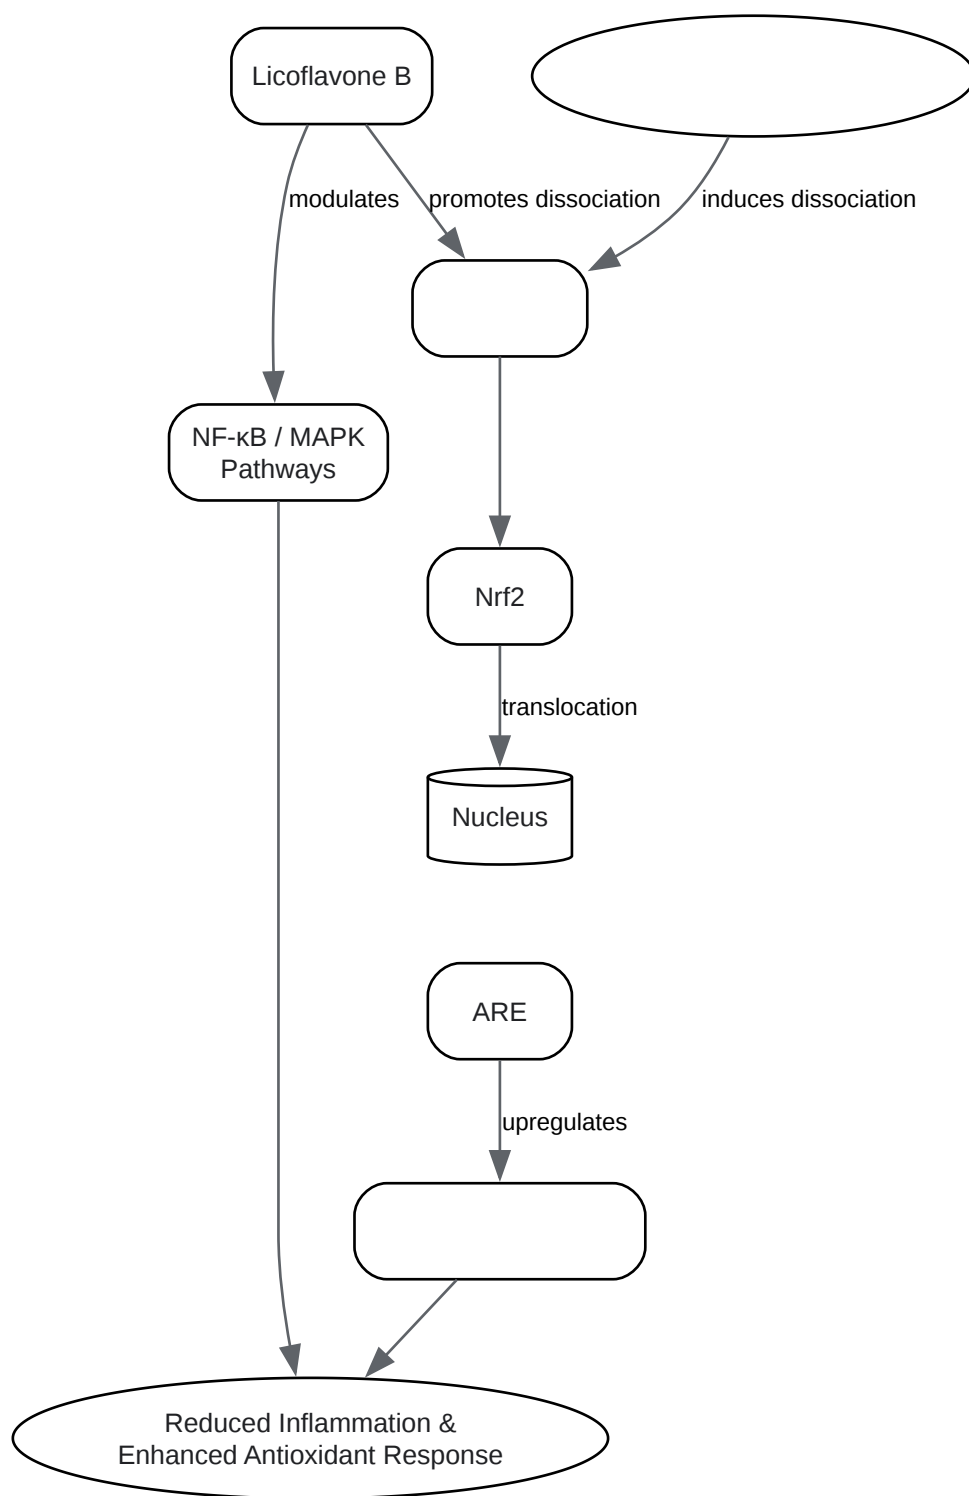 Licoflavone B
modulates
promotes dissociation
induces dissociation
NF-κB / MAPK
Pathways
Nrf2
translocation
Nucleus
ARE
upregulates
Reduced Inflammation &
Enhanced Antioxidant Response